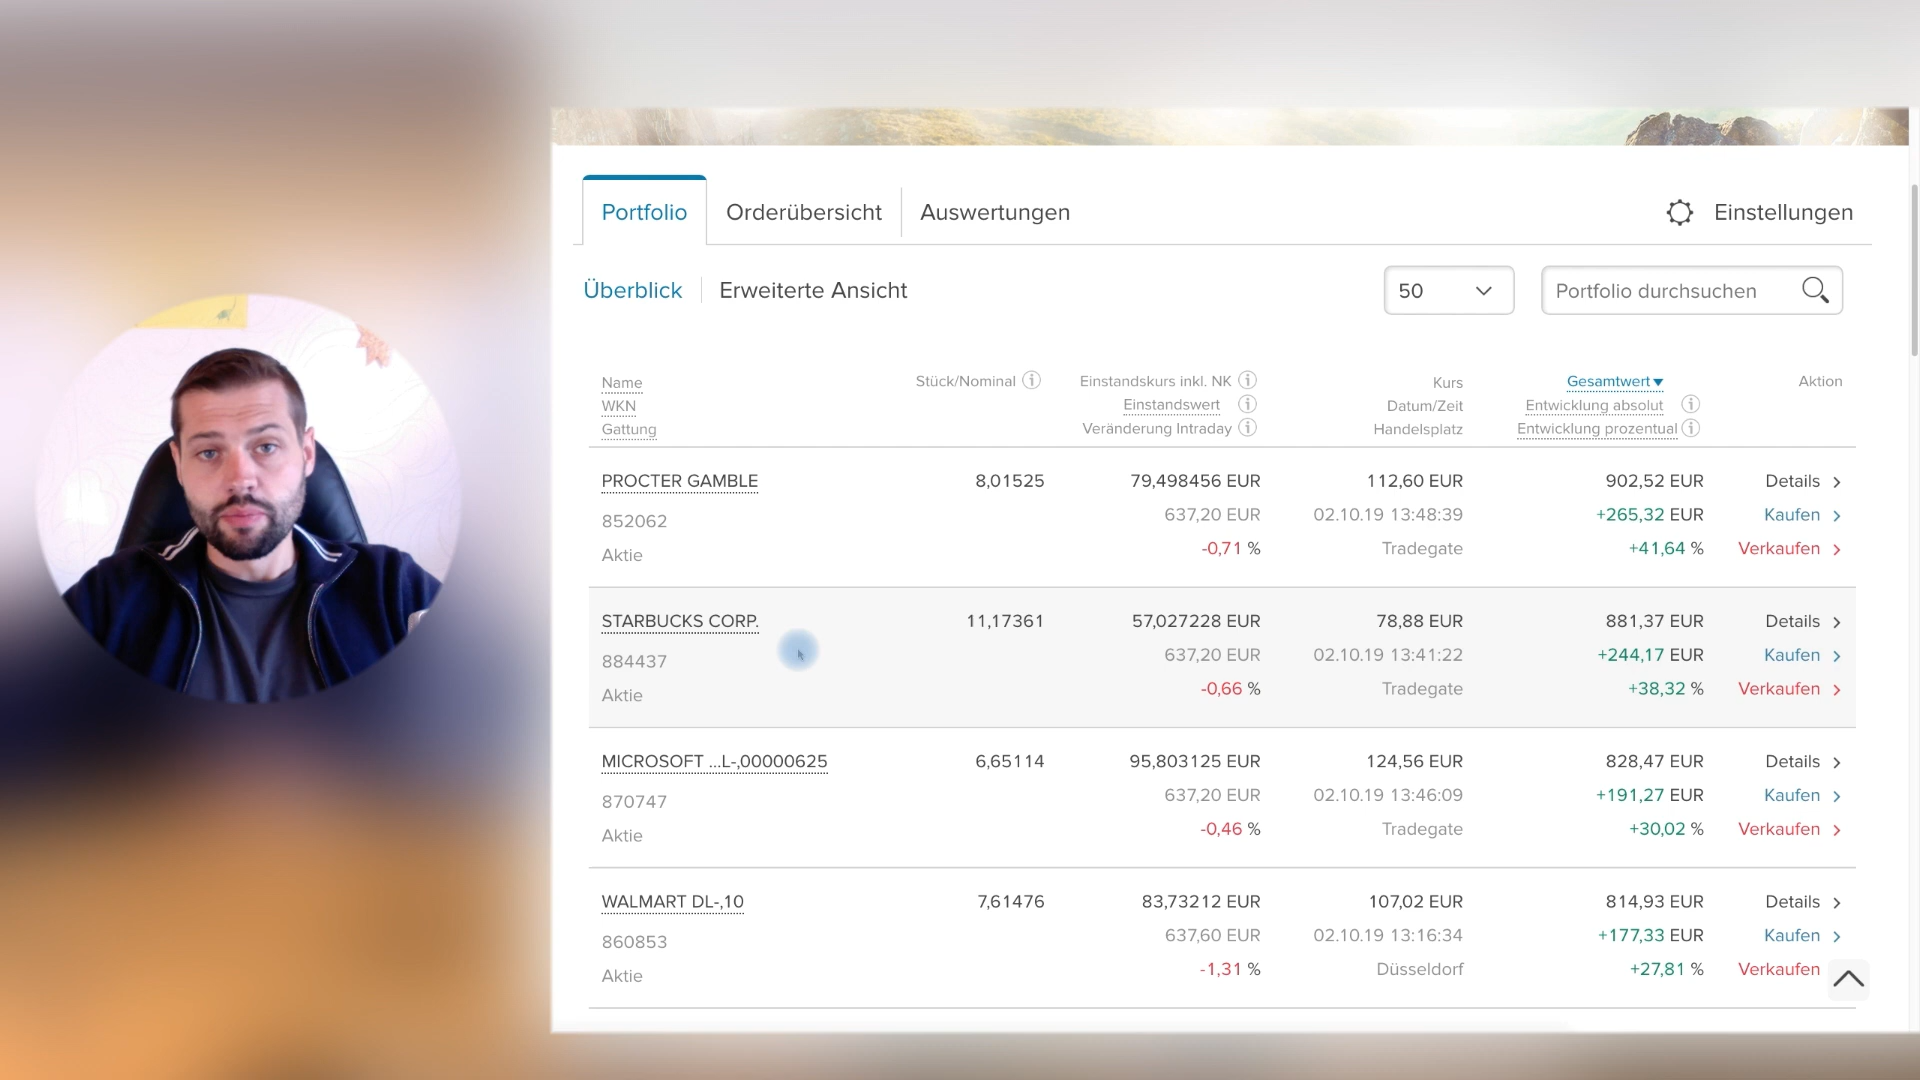 Portfolio
Orderübersicht
Auswertungen
Einstellungen
Überblick
Erweiterte Ansicht
50
Portfolio durchsuchen
Name
WKN
Gattung
Stück/Nominal
Einstandskurs inkl. NK
Einstandswert
Veränderung Intraday
Kurs
Datum/Zeit
Handelsplatz
Gesamtwert
Entwicklung absolut
Entwicklung prozentual
Aktion
PROCTER GAMBLE 8,01525 79,498456 EUR 112,60 EUR 902,52 EUR Details
852062 637,20 EUR 02.10.19 13:48:39 +265,32 EUR Kaufen
Aktie -0,71 % Tradegate +41,64 % Verkaufen
STARBUCKS CORP. 11,17361 57,027228 EUR 78,88 EUR 881,37 EUR Details
884437 637,20 EUR 02.10.19 13:41:22 +244,17 EUR Kaufen
Aktie -0,66 % Tradegate +38,32 % Verkaufen
MICROSOFT ...L-,00000625 6,65114 95,803125 EUR 124,56 EUR 828,47 EUR Details
870747 637,20 EUR 02.10.19 13:46:09 +191,27 EUR Kaufen
Aktie -0,46 % Tradegate +30,02 % Verkaufen
WALMART DL-,10 7,61476 83,73212 EUR 107,02 EUR 814,93 EUR Details
860853 637,60 EUR 02.10.19 13:16:34 +177,33 EUR Kaufen
Aktie -1,31 % Düsseldorf +27,81 % Verkaufen